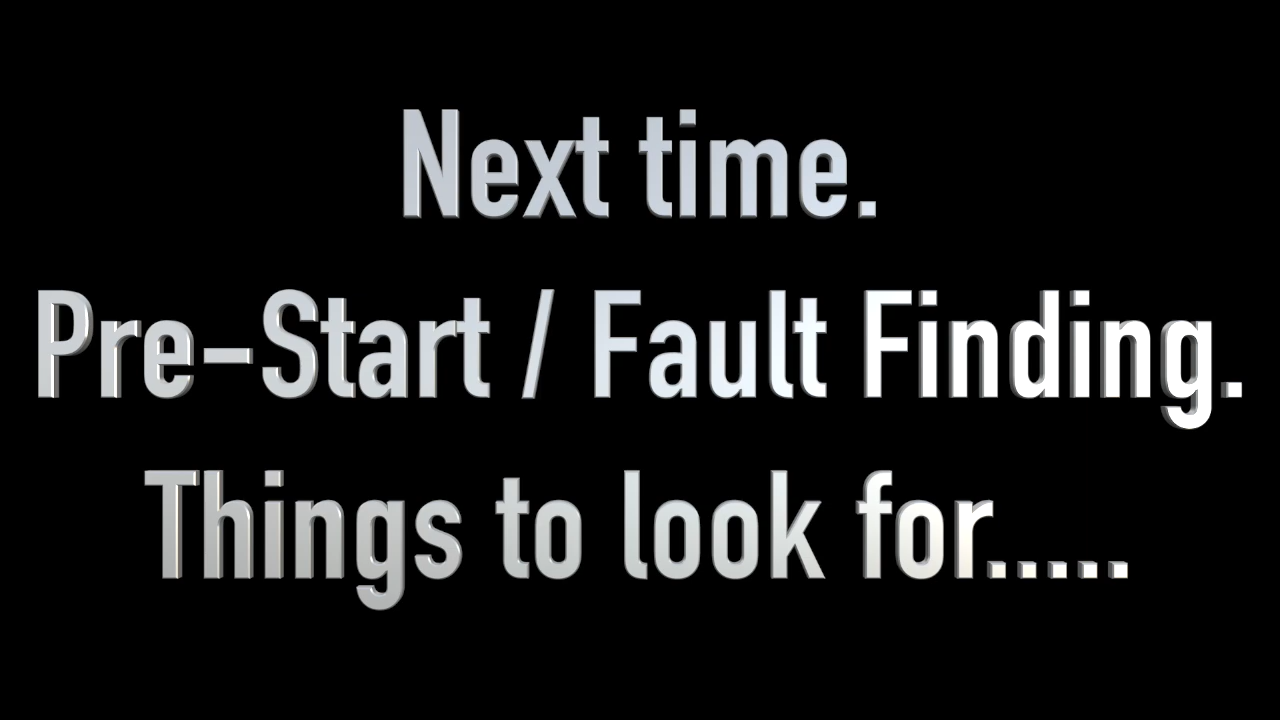 Next time.
Pre-Start / Fault Finding.
Things to look for.....